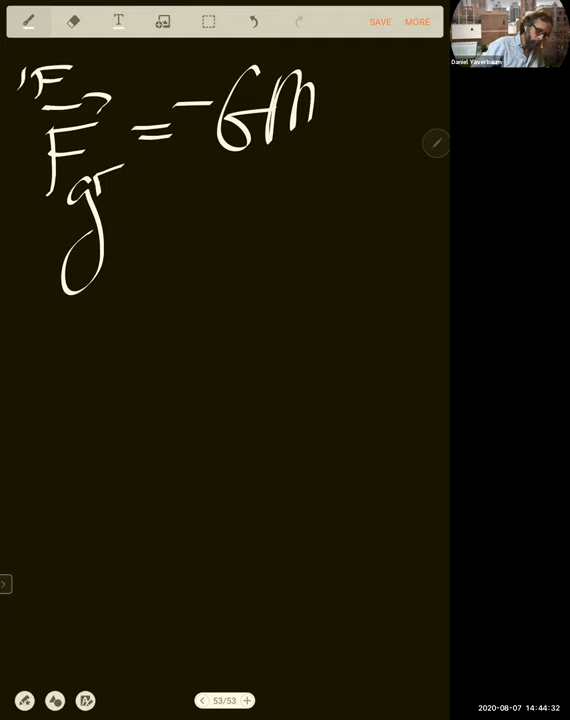 SAVE MORE
Daniel Yaverbaum
F
F gr = -Gm
53/53
2020-08-07 14:44:32